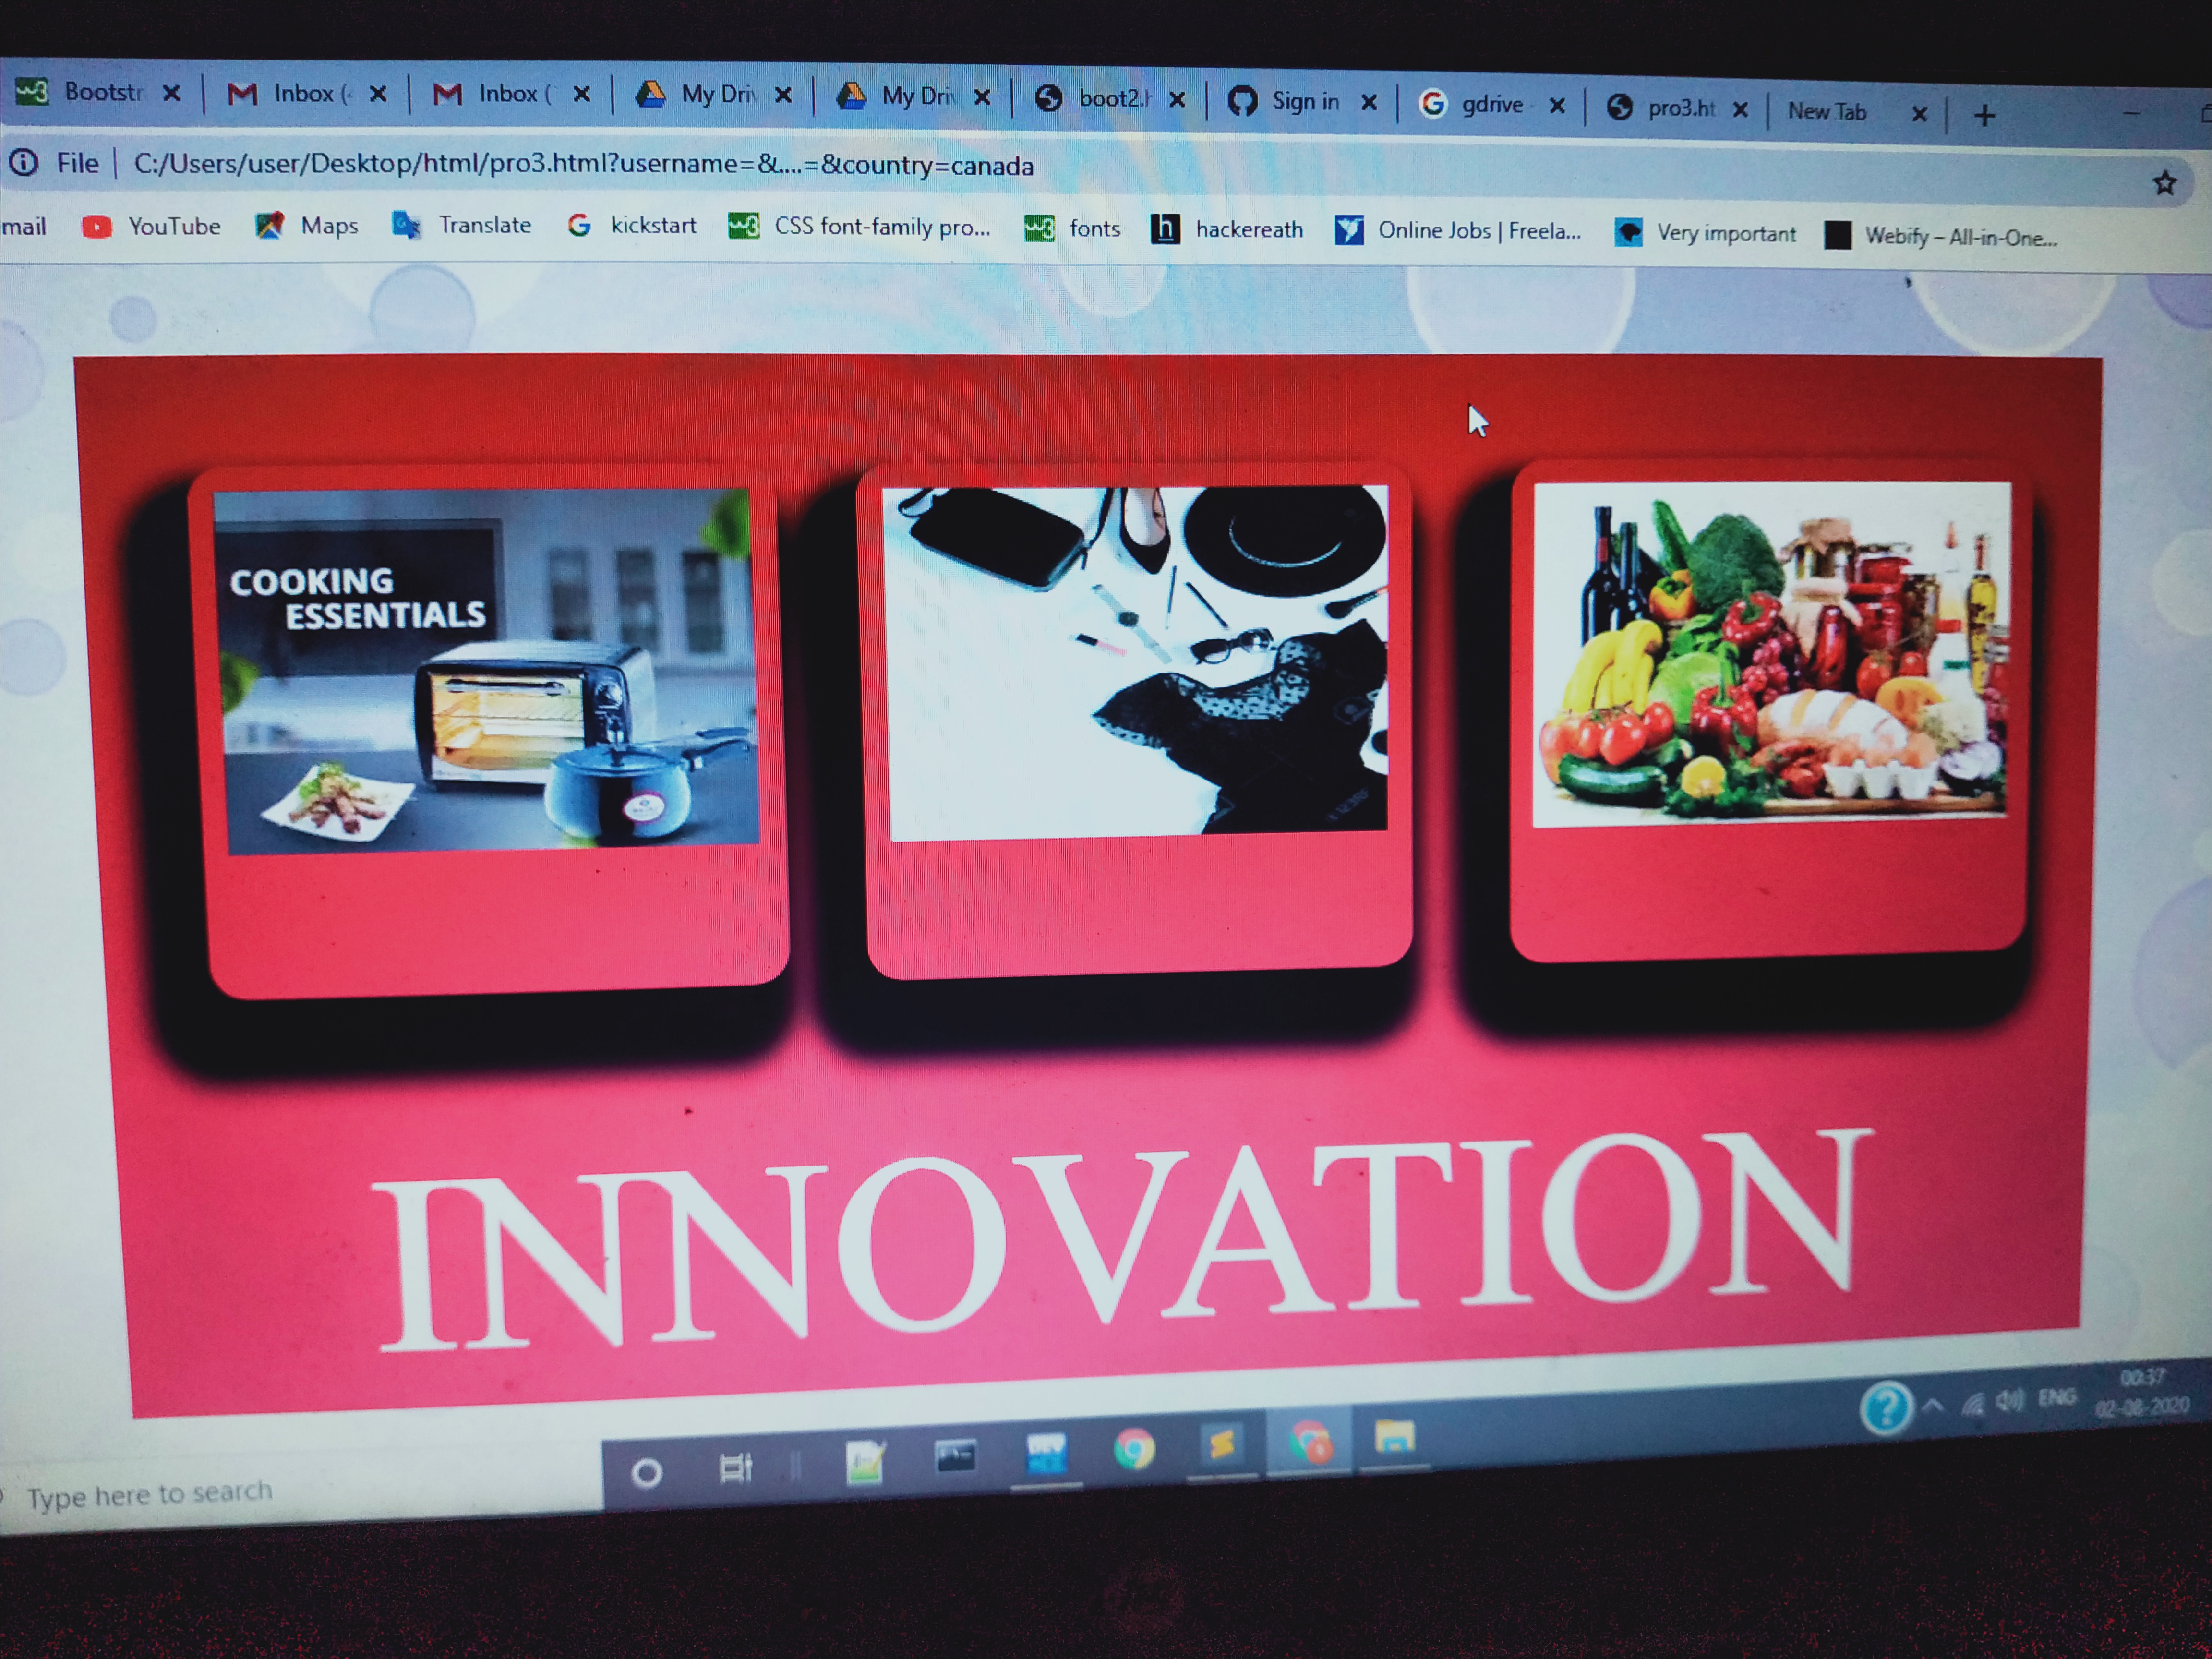 Bootstr
Inbox (
Inbox (
My Dri
My Dri
boot2.h
Sign in
gdrive -
pro3.ht
New Tab
File | C:/Users/user/Desktop/html/pro3.html?username=&....=&country=canada
mail YouTube Maps Translate kickstart CSS font-family pro... fonts hackereath Online Jobs | Freela... Very important Webify – All-in-One...
COOKING
ESSENTIALS
INNOVATION
Type here to search
DEV
ENG
00:37
02-08-2020